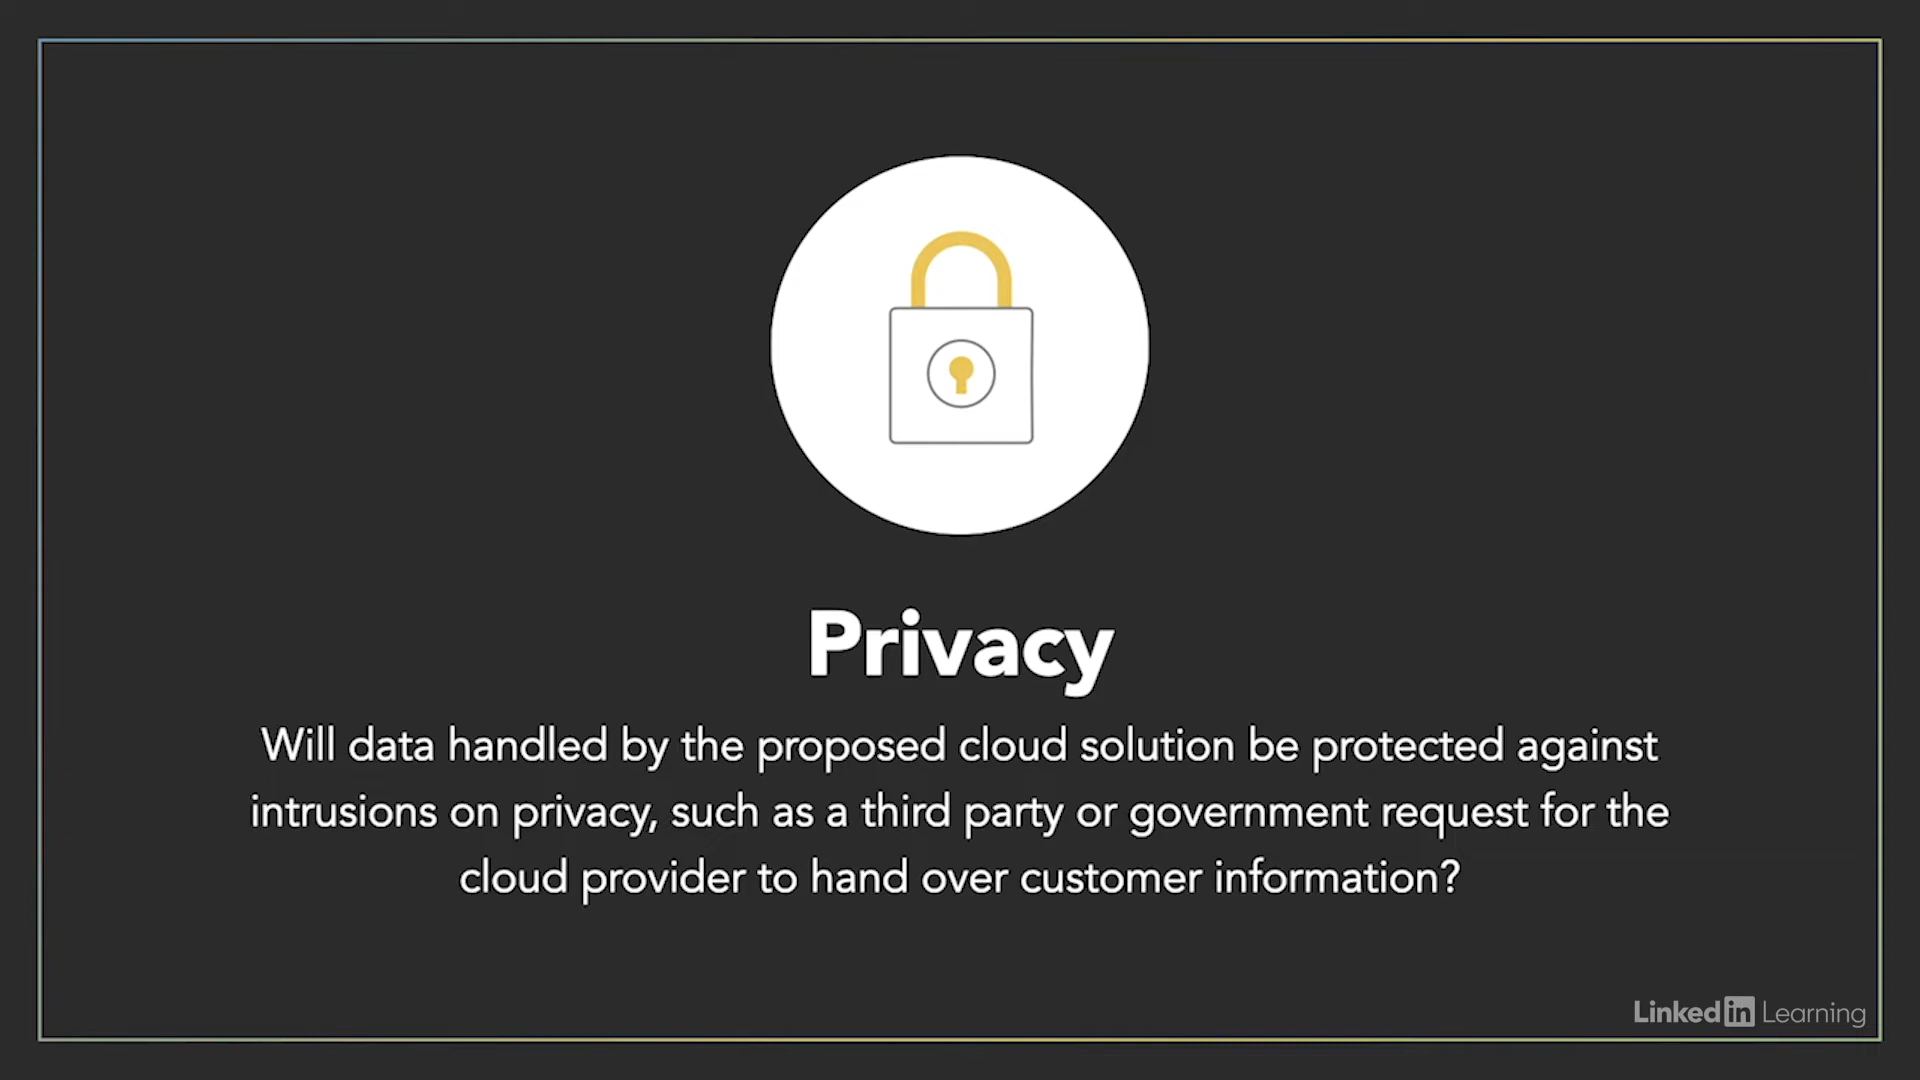 Privacy
Will data handled by the proposed cloud solution be protected against
intrusions on privacy, such as a third party or government request for the
cloud provider to hand over customer information?
LinkedIn Learning